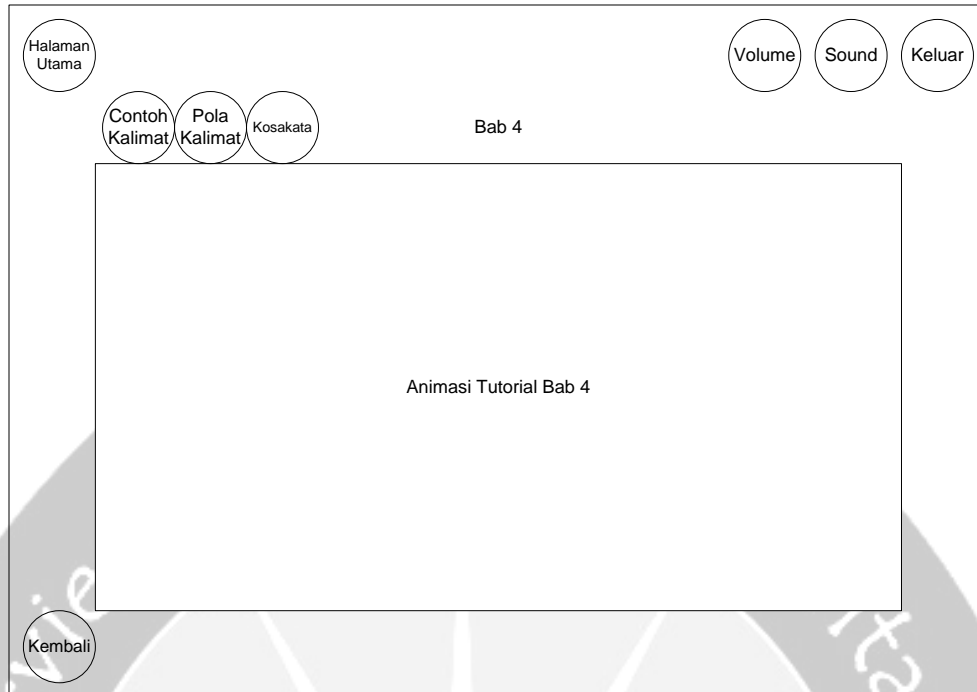 Halaman
Utama
Volume
Sound
Keluar
Contoh
Kalimat
Pola
Kalimat
Kosakata
Bab 4
Animasi Tutorial Bab 4
Kembali